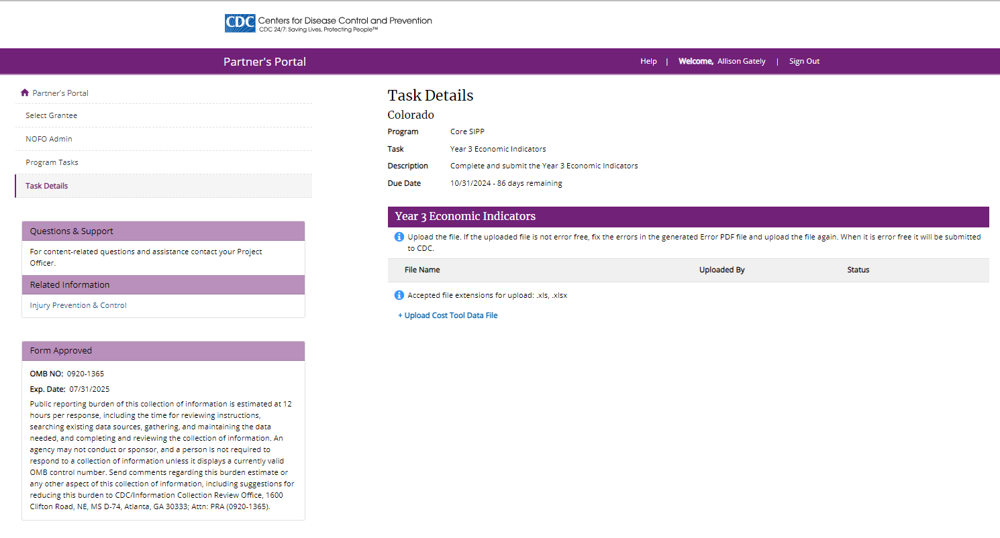 CDC Centers for Disease Control and Prevention
CDC 24/7: Saving Lives, Protecting People™
Partner's Portal
Help | Welcome, Allison Gately | Sign Out
Partner's Portal
Select Grantee
NOFO Admin
Program Tasks
Task Details
Questions & Support
For content-related questions and assistance contact your Project
Officer.
Related Information
Injury Prevention & Control
Form Approved
OMB NO: 0920-1365
Exp. Date: 07/31/2025
Public reporting burden of this collection of information is estimated at 12
hours per response, including the time for reviewing instructions,
searching existing data sources, gathering, and maintaining the data
needed, and completing and reviewing the collection of information. An
agency may not conduct or sponsor, and a person is not required to
respond to a collection of information unless it displays a currently valid
OMB control number. Send comments regarding this burden estimate or
any other aspect of this collection of information, including suggestions for
reducing this burden to CDC/Information Collection Review Office, 1600
Clifton Road, NE, MS D-74, Atlanta, GA 30333; Attn: PRA (0920-1365).
Task Details
Colorado
Program Core SIPP
Task Year 3 Economic Indicators
Description Complete and submit the Year 3 Economic Indicators
Due Date 10/31/2024 - 86 days remaining
Year 3 Economic Indicators
Upload the file. If the uploaded file is not error free, fix the errors in the generated Error PDF file and upload the file again. When it is error free it will be submitted
to CDC.
File Name Uploaded By Status
Accepted file extensions for upload: .xls, .xlsx
+ Upload Cost Tool Data File